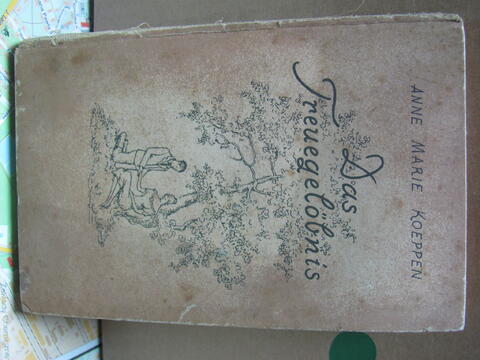 ANNE MARIE KOEPPEN
Das
Treuegelöbnis